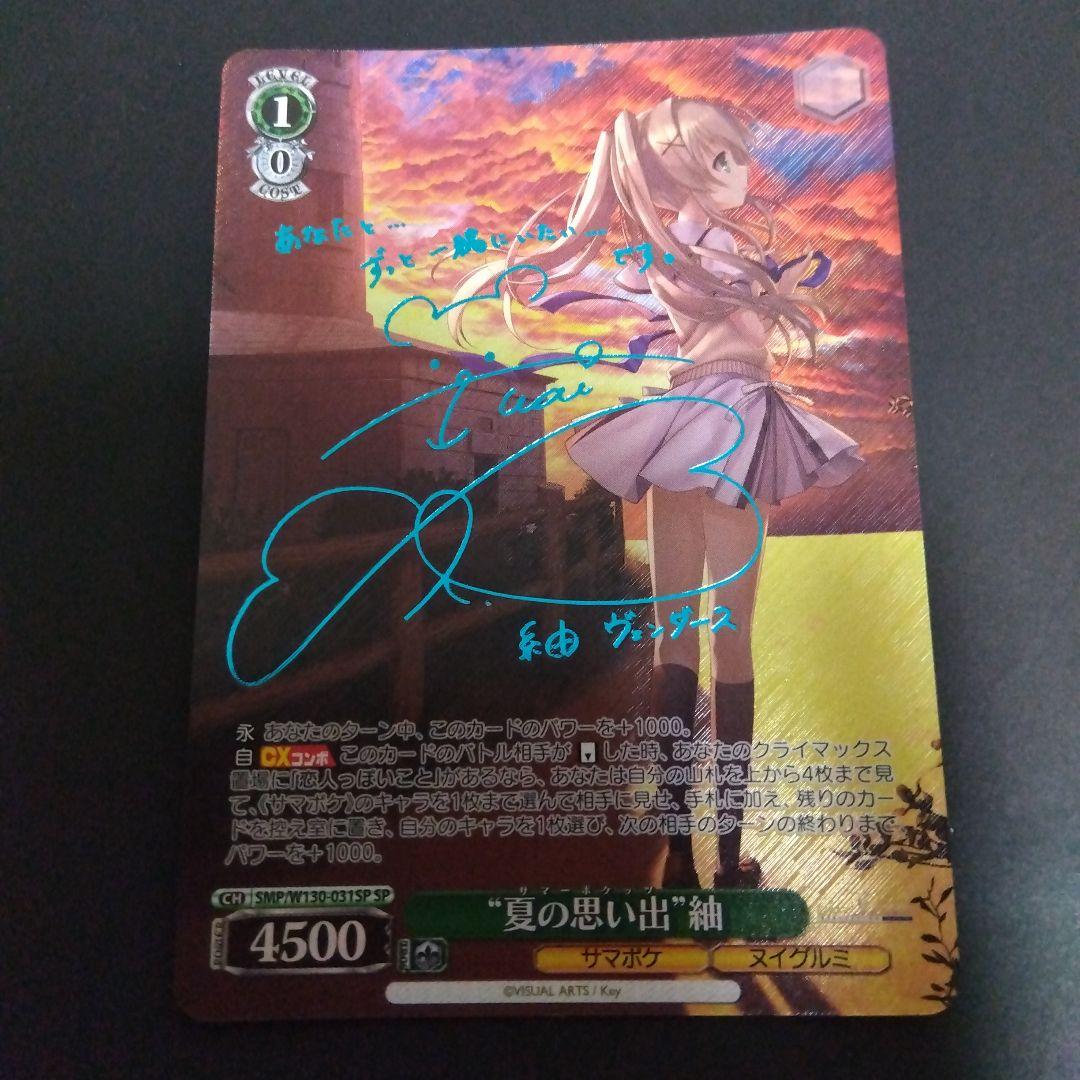 LEVEL
1
0
COST
あなたと…
ずっと一緒にいたい…です。
紬 ヴェンダース
永 あなたのターン中、このカードのパワーを+1000。
自 CXコンボ このカードのバトル相手が した時、あなたのクライマックス
置場に「恋人っぽいこと」があるなら、あなたは自分の山札を上から4枚まで見
て、《サマポケ》のキャラを1枚まで選んで相手に見せ、手札に加え、残りのカー
ドを控え室に置き、自分のキャラを1枚選び、次の相手のターンの終わりまで
パワーを+1000。
CH SMP/W130-031SP SP
サマーポケッツ
“夏の思い出”紬
POWER 4500 SOUL
サマポケ ヌイグルミ
©VISUAL ARTS / Key